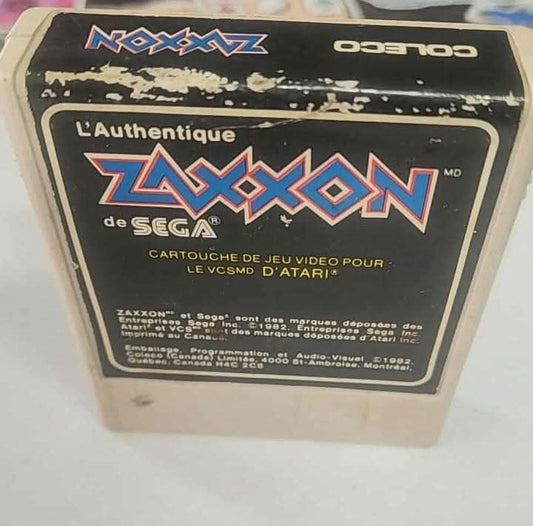 ZAXXON COLECO
L'Authentique
ZAXXON MD
de SEGA®
CARTOUCHE DE JEU VIDEO POUR
LE VCSMD D'ATARI®
ZAXXONMD et Sega® sont des marques déposées des
Entreprises Sega Inc. ©1982. Entreprises Sega Inc.
Atari® et VCS® sont des marques déposées d'Atari Inc.
Imprimé au Canada.
Emballage, Programmation et Audio-Visuel ©1982,
Coleco (Canada) Limitée, 4000 St-Ambroise, Montréal,
Québec, Canada H4C 2C8